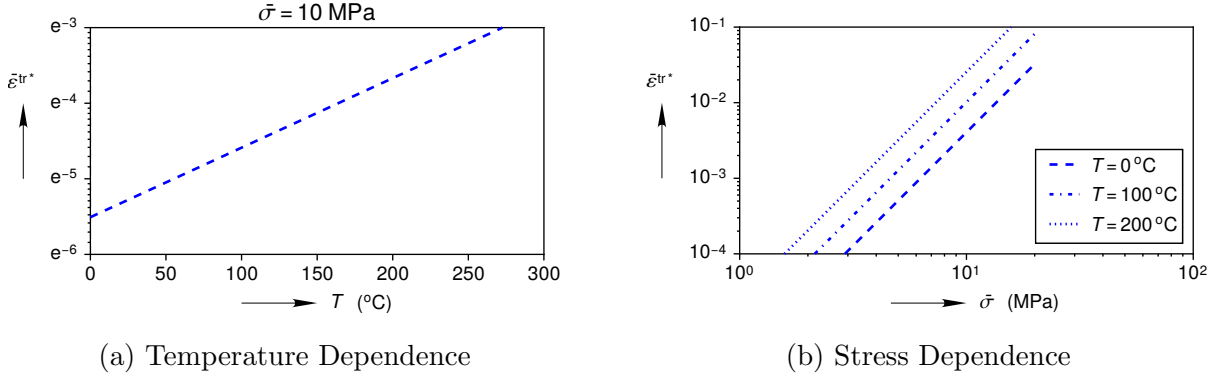 σ̄ = 10 MPa
e⁻³
e⁻⁴
e⁻⁵
e⁻⁶
ε̄ᵗʳ*
0 50 100 150 200 250 300
T (°C)
(a) Temperature Dependence
10⁻¹
10⁻²
10⁻³
10⁻⁴
ε̄ᵗʳ*
T = 0 °C
T = 100 °C
T = 200 °C
10⁰ 10¹ 10²
σ̄ (MPa)
(b) Stress Dependence